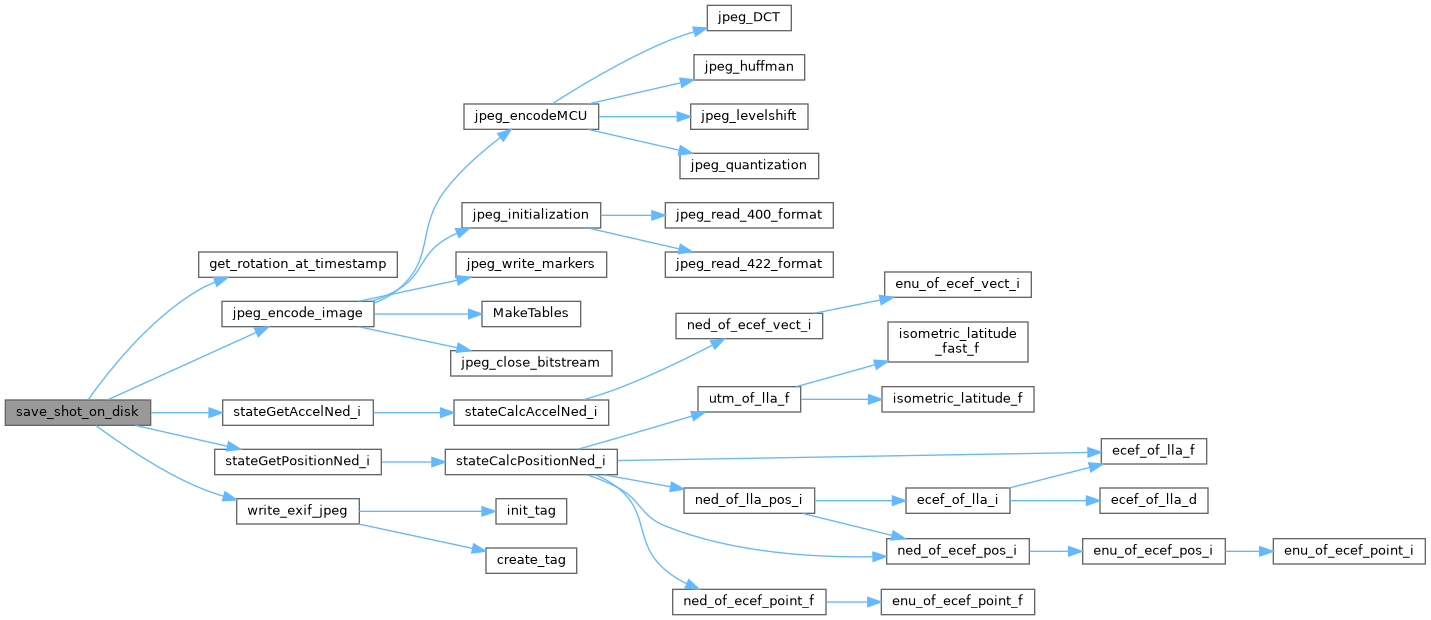 save_shot_on_disk
get_rotation_at_timestamp
jpeg_encode_image
jpeg_encodeMCU
jpeg_DCT
jpeg_huffman
jpeg_levelshift
jpeg_quantization
jpeg_initialization
jpeg_read_400_format
jpeg_read_422_format
jpeg_write_markers
MakeTables
jpeg_close_bitstream
stateGetAccelNed_i
stateCalcAccelNed_i
ned_of_ecef_vect_i
enu_of_ecef_vect_i
stateGetPositionNed_i
stateCalcPositionNed_i
utm_of_lla_f
isometric_latitude
_fast_f
isometric_latitude_f
ecef_of_lla_f
ned_of_lla_pos_i
ecef_of_lla_i
ecef_of_lla_d
ned_of_ecef_pos_i
enu_of_ecef_pos_i
enu_of_ecef_point_i
ned_of_ecef_point_f
enu_of_ecef_point_f
write_exif_jpeg
init_tag
create_tag